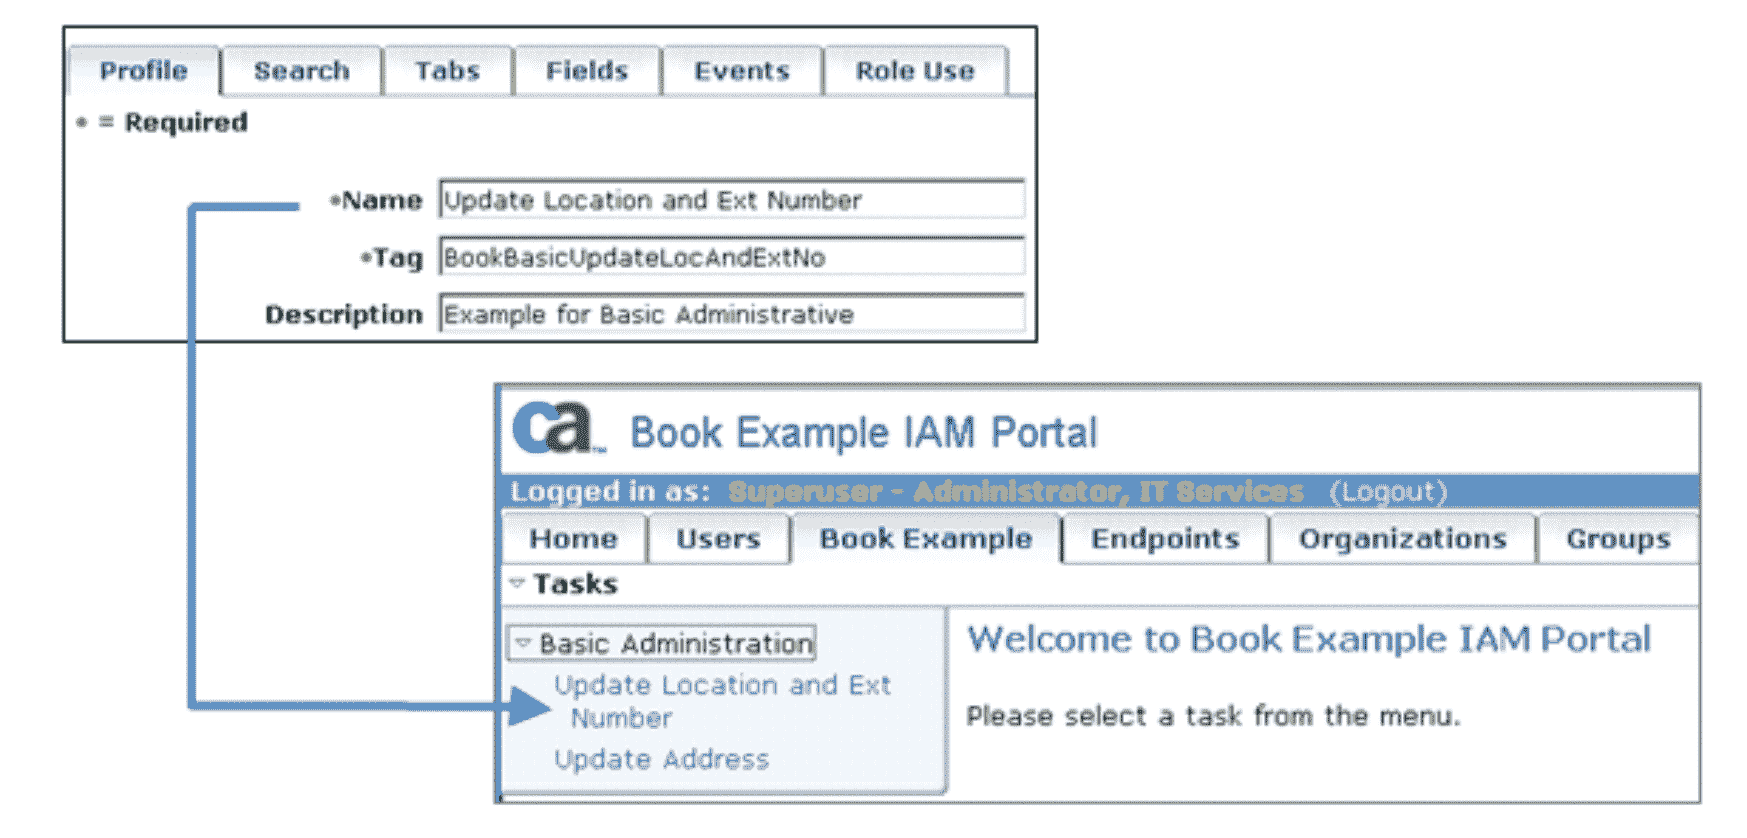 Profile Search Tabs Fields Events Role Use
• = Required
•Name Update Location and Ext Number
•Tag BookBasicUpdateLocAndExtNo
Description Example for Basic Administrative
ca™ Book Example IAM Portal
Logged in as: Superuser - Administrator, IT Services (Logout)
Home Users Book Example Endpoints Organizations Groups
Tasks
Basic Administration
Update Location and Ext
Number
Update Address
Welcome to Book Example IAM Portal
Please select a task from the menu.